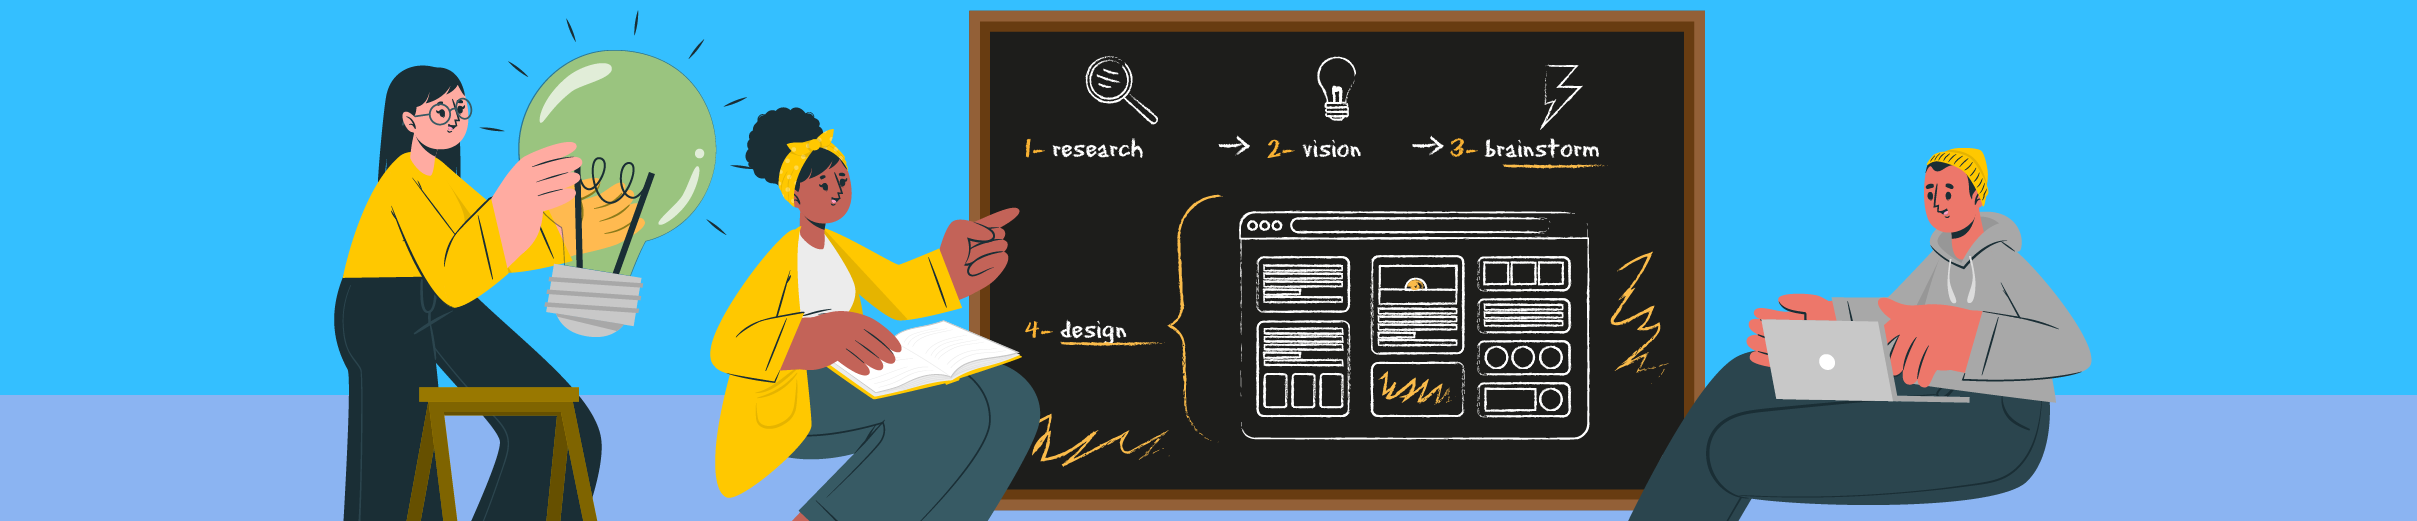 1- research → 2- vision → 3- brainstorm
4- design